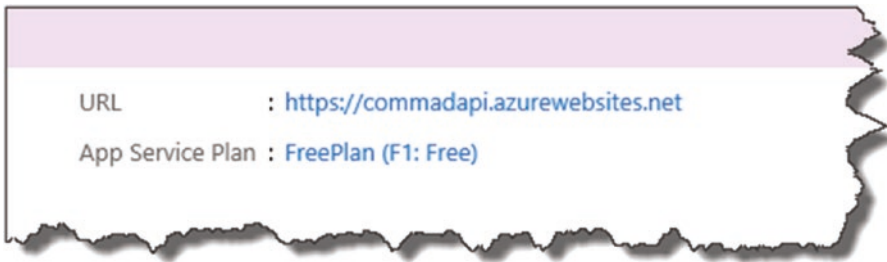 URL : https://commadapi.azurewebsites.net
App Service Plan : FreePlan (F1: Free)